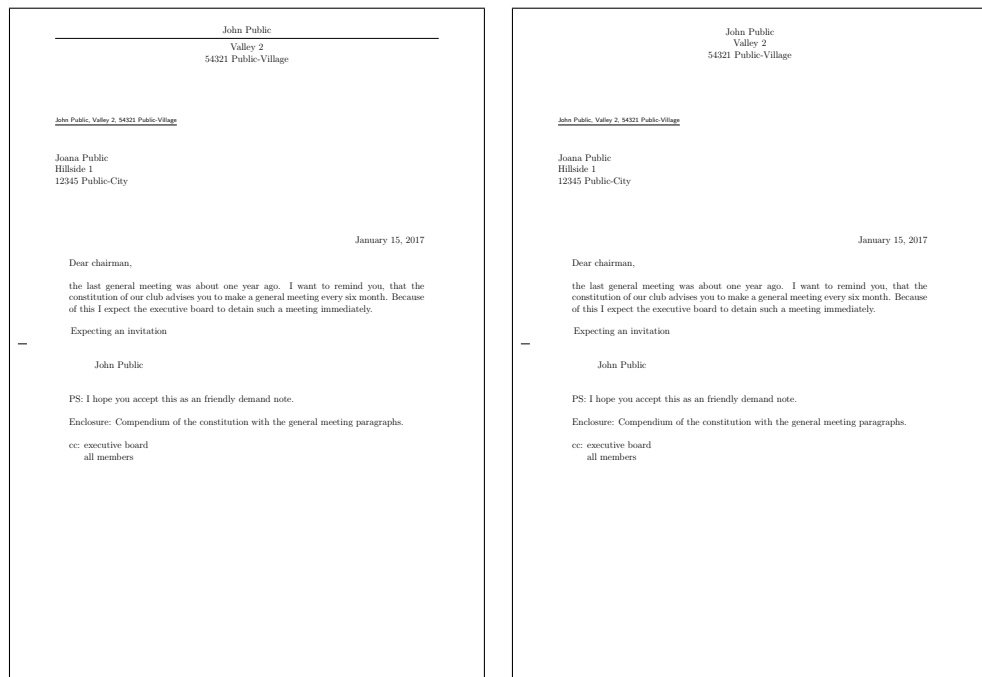 John Public
Valley 2
54321 Public-Village
John Public, Valley 2, 54321 Public-Village
Joana Public
Hillside 1
12345 Public-City
January 15, 2017
Dear chairman,
the last general meeting was about one year ago. I want to remind you, that the
constitution of our club advises you to make a general meeting every six month. Because
of this I expect the executive board to detain such a meeting immediately.
Expecting an invitation
John Public
PS: I hope you accept this as an friendly demand note.
Enclosure: Compendium of the constitution with the general meeting paragraphs.
cc: executive board
all members
John Public
Valley 2
54321 Public-Village
John Public, Valley 2, 54321 Public-Village
Joana Public
Hillside 1
12345 Public-City
January 15, 2017
Dear chairman,
the last general meeting was about one year ago. I want to remind you, that the
constitution of our club advises you to make a general meeting every six month. Because
of this I expect the executive board to detain such a meeting immediately.
Expecting an invitation
John Public
PS: I hope you accept this as an friendly demand note.
Enclosure: Compendium of the constitution with the general meeting paragraphs.
cc: executive board
all members